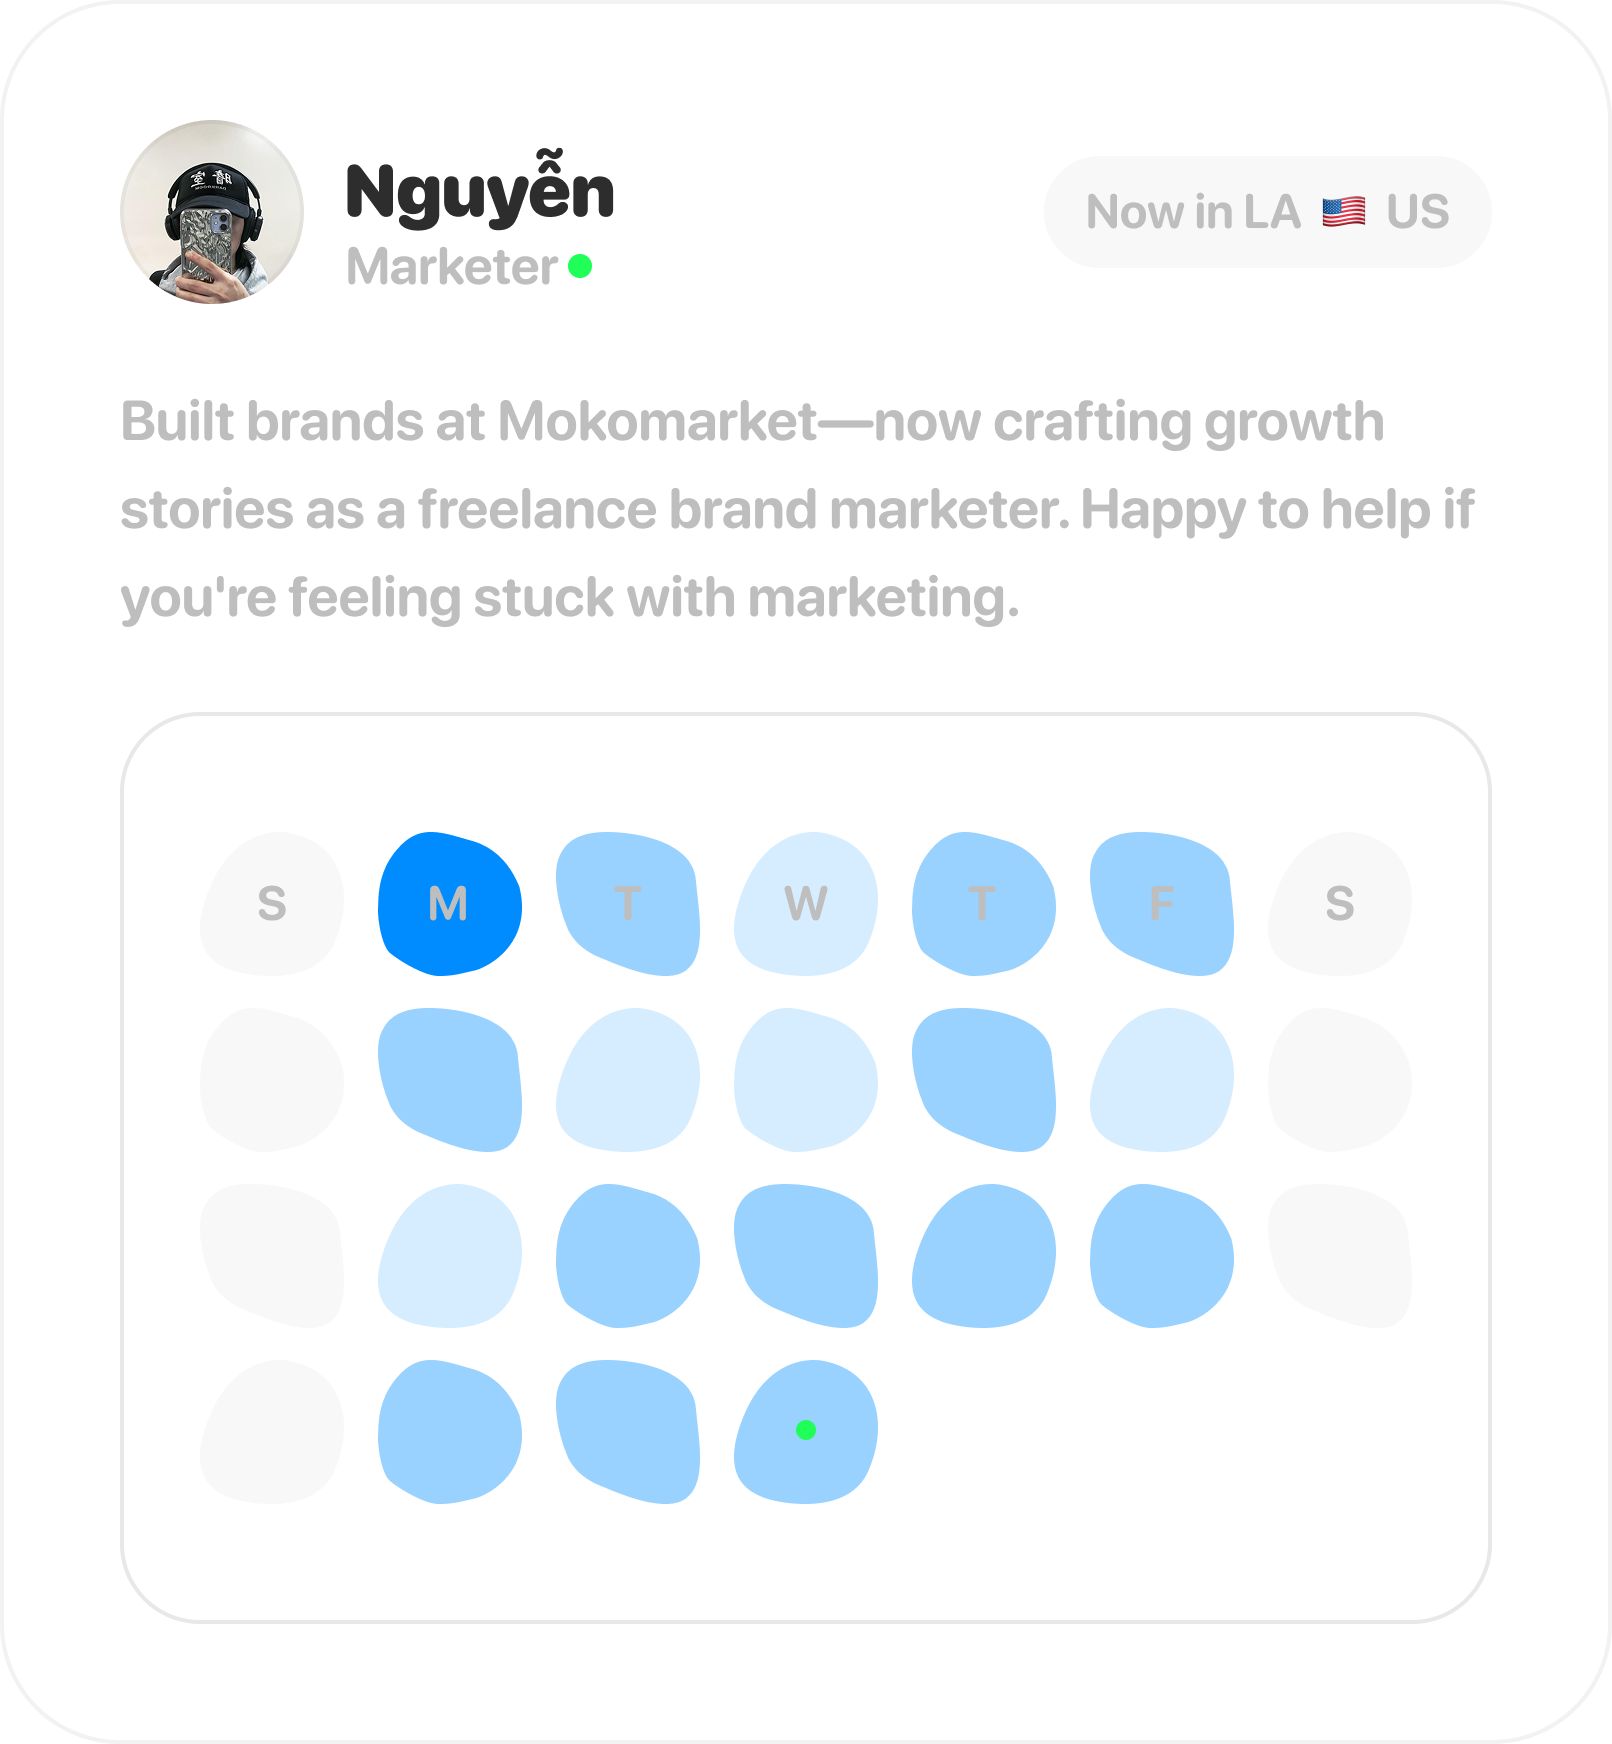 Nguyễn
Marketer
Now in LA 🇺🇸 US
Built brands at Mokomarket—now crafting growth
stories as a freelance brand marketer. Happy to help if
you're feeling stuck with marketing.
S M T W T F S